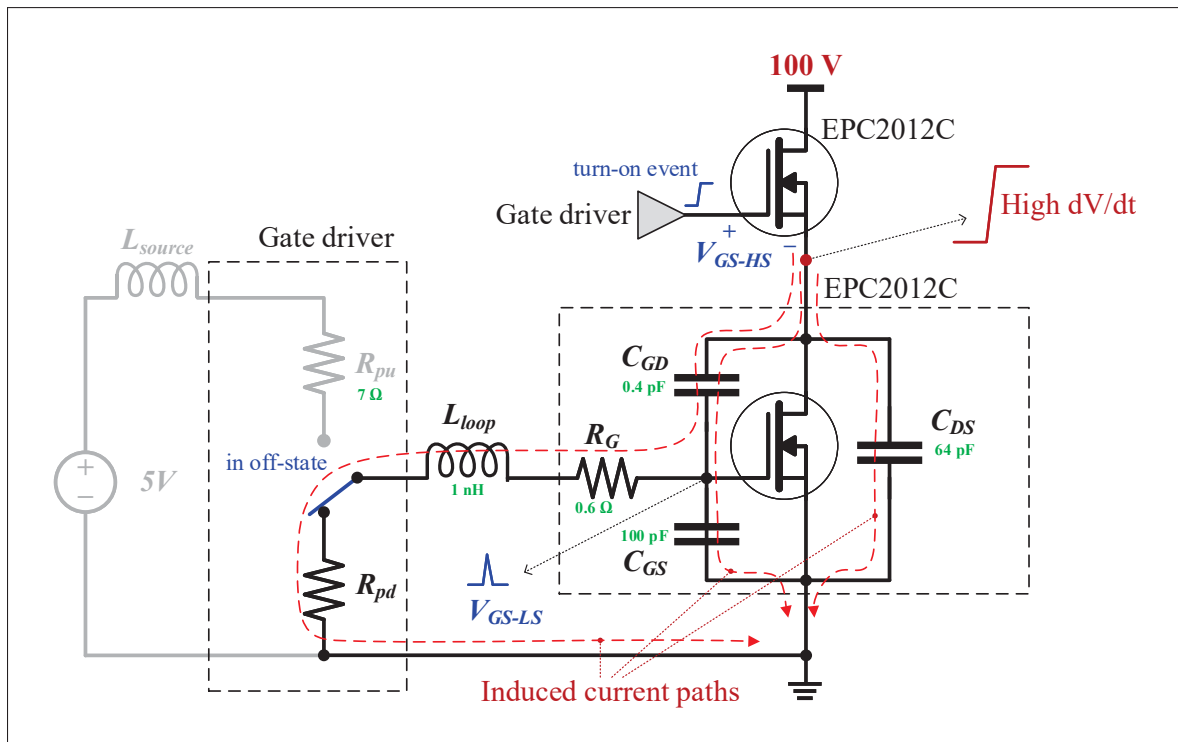 100 V
EPC2012C
turn-on event
Gate driver
+
−
V_GS-HS
High dV/dt
L_source
Gate driver
EPC2012C
R_pu
7 Ω
C_GD
0.4 pF
L_loop
R_G
C_DS
64 pF
in off-state
+
−
5V
1 nH
0.6 Ω
100 pF
C_GS
R_pd
V_GS-LS
Induced current paths